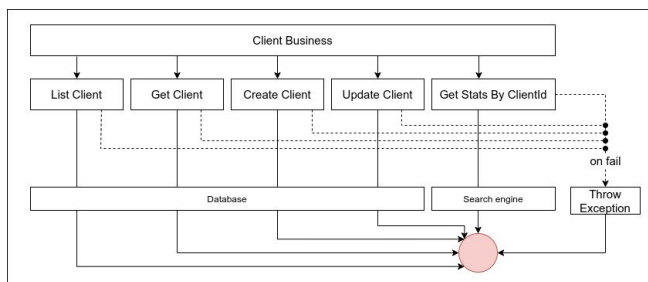 Client Business
List Client
Get Client
Create Client
Update Client
Get Stats By ClientId
on fail
Database
Search engine
Throw
Exception